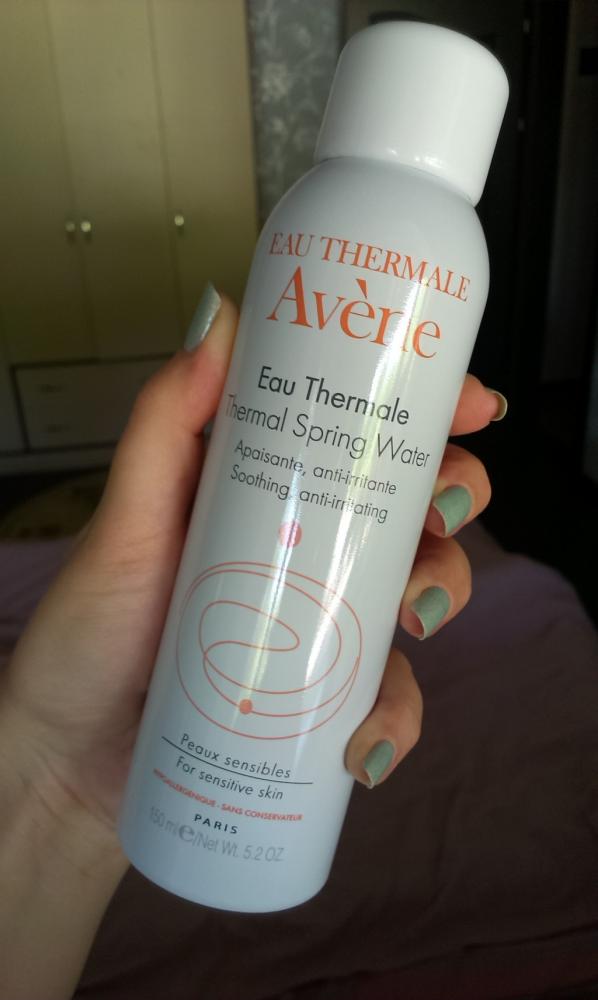 EAU THERMALE
Avène
Eau Thermale
Thermal Spring Water
Apaisante, anti-irritante
Soothing, anti-irritating
Peaux sensibles
For sensitive skin
HYPOALLERGENIQUE - SANS CONSERVATEUR
PARIS
150 ml e/Net Wt. 5.2 OZ